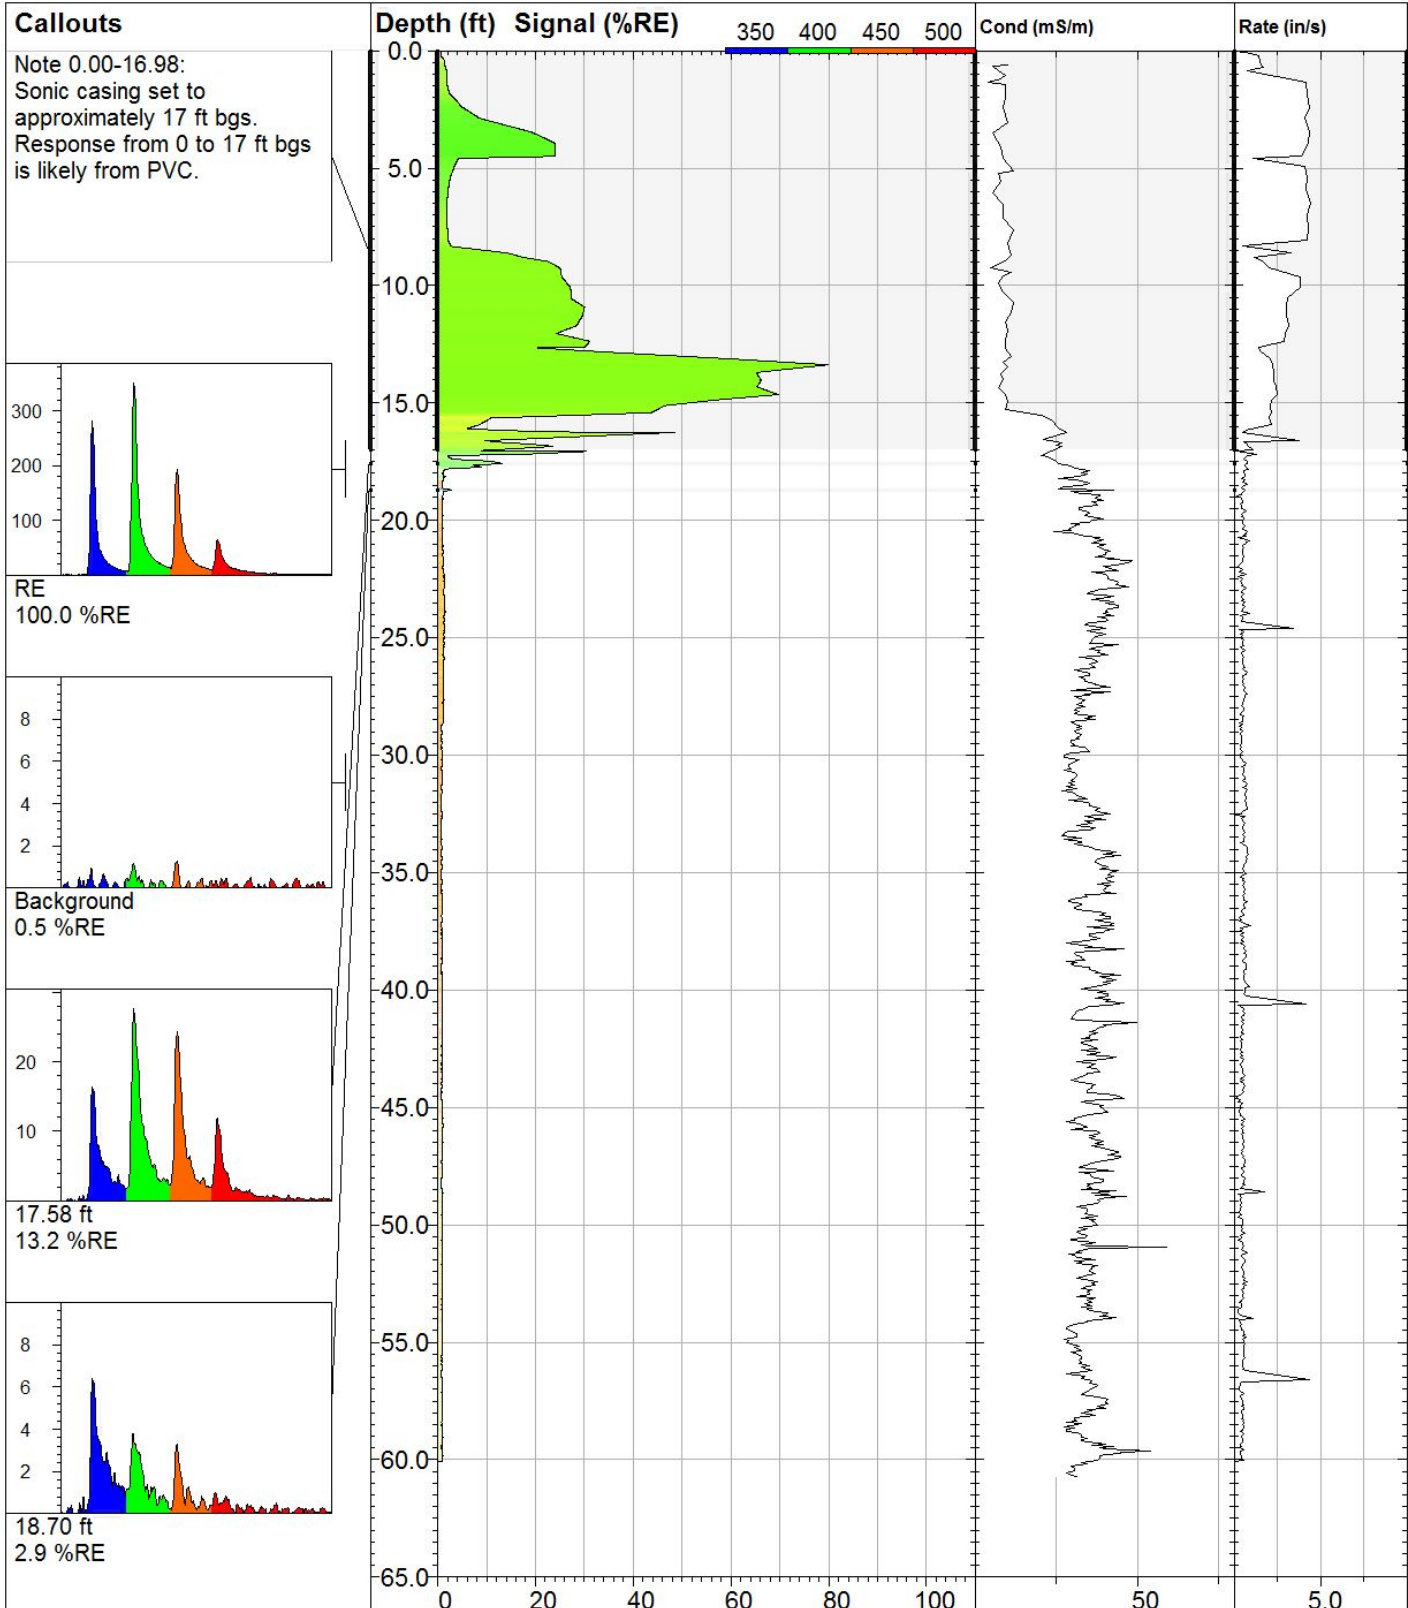 Callouts
Depth (ft) Signal (%RE)
350 400 450 500
Cond (mS/m)
Rate (in/s)
Note 0.00-16.98:
Sonic casing set to
approximately 17 ft bgs.
Response from 0 to 17 ft bgs
is likely from PVC.
300
200
100
RE
100.0 %RE
8
6
4
2
Background
0.5 %RE
20
10
17.58 ft
13.2 %RE
8
6
4
2
18.70 ft
2.9 %RE
0.0
5.0
10.0
15.0
20.0
25.0
30.0
35.0
40.0
45.0
50.0
55.0
60.0
65.0
0 20 40 60 80 100
50
5.0